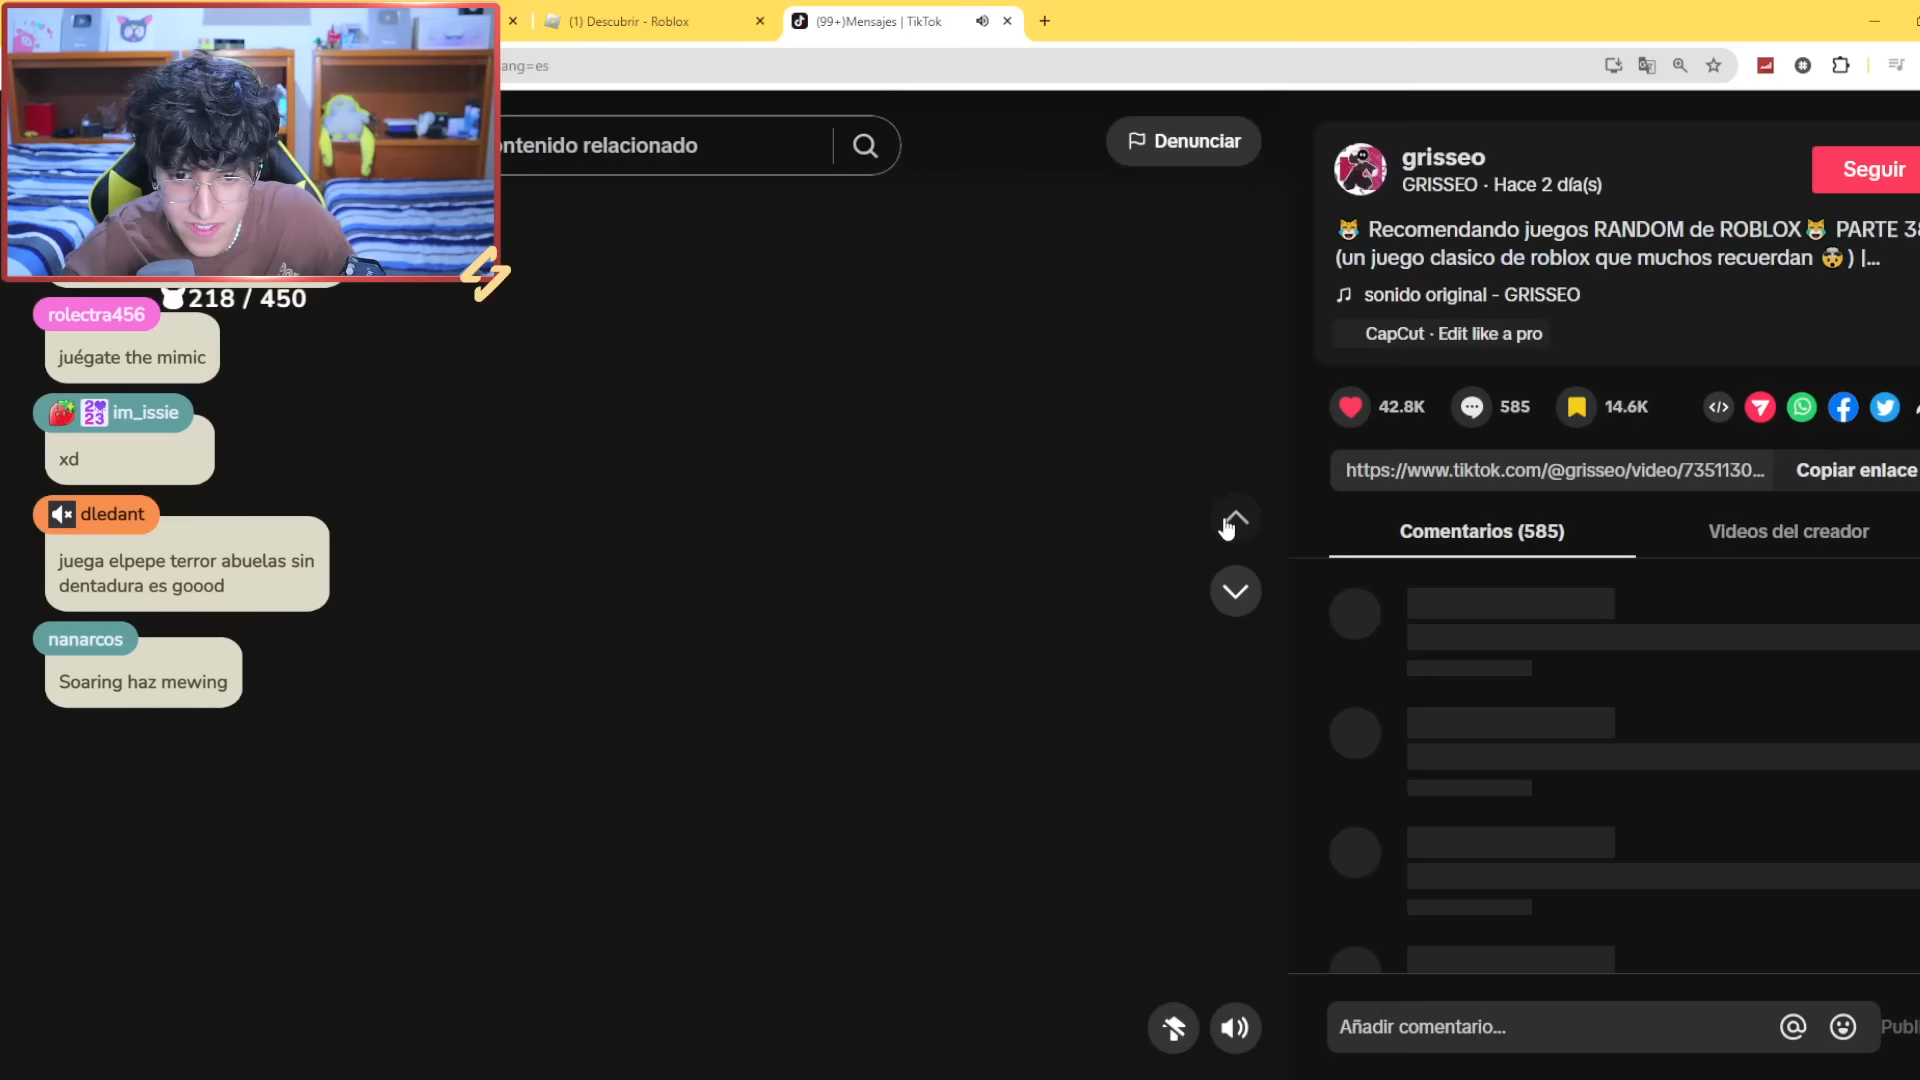 (1) Descubrir - Roblox
(99+)Mensajes | TikTok
ang=es
ntenido relacionado
Denunciar
grisseo
GRISSEO · Hace 2 día(s)
Seguir
😹 Recomendando juegos RANDOM de ROBLOX 😹 PARTE 38
(un juego clasico de roblox que muchos recuerdan 🤯) |...
sonido original - GRISSEO
CapCut · Edit like a pro
42.8K
585
14.6K
https://www.tiktok.com/@grisseo/video/7351130...
Copiar enlace
Comentarios (585)
Videos del creador
Añadir comentario...
Publi
218 / 450
rolectra456
juégate the mimic
2023
im_issie
xd
dledant
juega elpepe terror abuelas sin
dentadura es goood
nanarcos
Soaring haz mewing